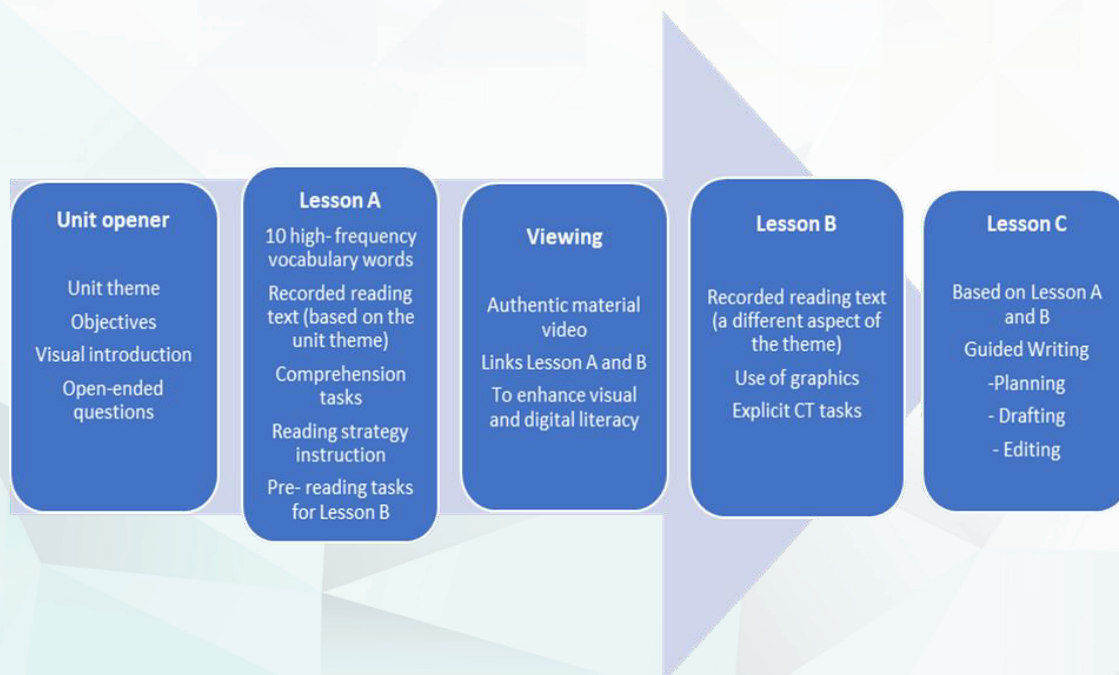 Unit opener
Unit theme
Objectives
Visual introduction
Open-ended
questions
Lesson A
10 high- frequency
vocabulary words
Recorded reading
text (based on the
unit theme)
Comprehension
tasks
Reading strategy
instruction
Pre- reading tasks
for Lesson B
Viewing
Authentic material
video
Links Lesson A and B
To enhance visual
and digital literacy
Lesson B
Recorded reading text
(a different aspect of
the theme)
Use of graphics
Explicit CT tasks
Lesson C
Based on Lesson A
and B
Guided Writing
-Planning
- Drafting
- Editing